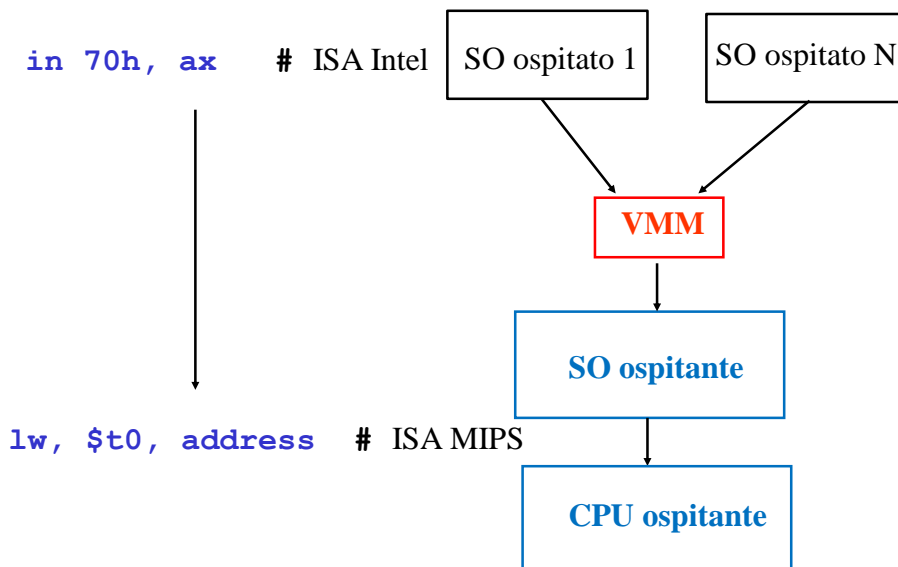 in 70h, ax # ISA Intel
SO ospitato 1
SO ospitato N
VMM
SO ospitante
lw, $t0, address # ISA MIPS
CPU ospitante